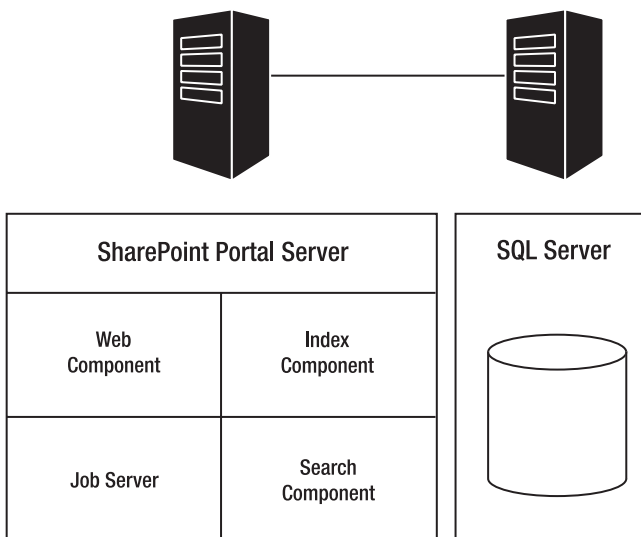 SharePoint Portal Server
SQL Server
Web
Component
Index
Component
Job Server
Search
Component